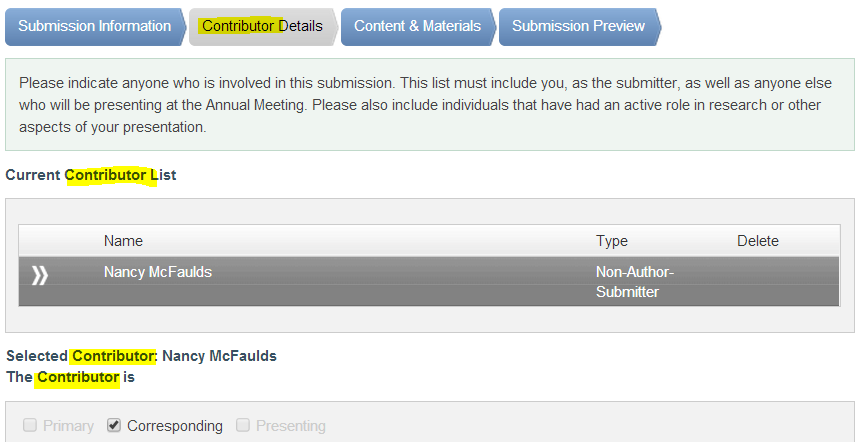 Submission Information Contributor Details Content & Materials Submission Preview
Please indicate anyone who is involved in this submission. This list must include you, as the submitter, as well as anyone else
who will be presenting at the Annual Meeting. Please also include individuals that have had an active role in research or other
aspects of your presentation.
Current Contributor List
Name Type Delete
Nancy McFaulds Non-Author-
Submitter
Selected Contributor: Nancy McFaulds
The Contributor is
Primary Corresponding Presenting